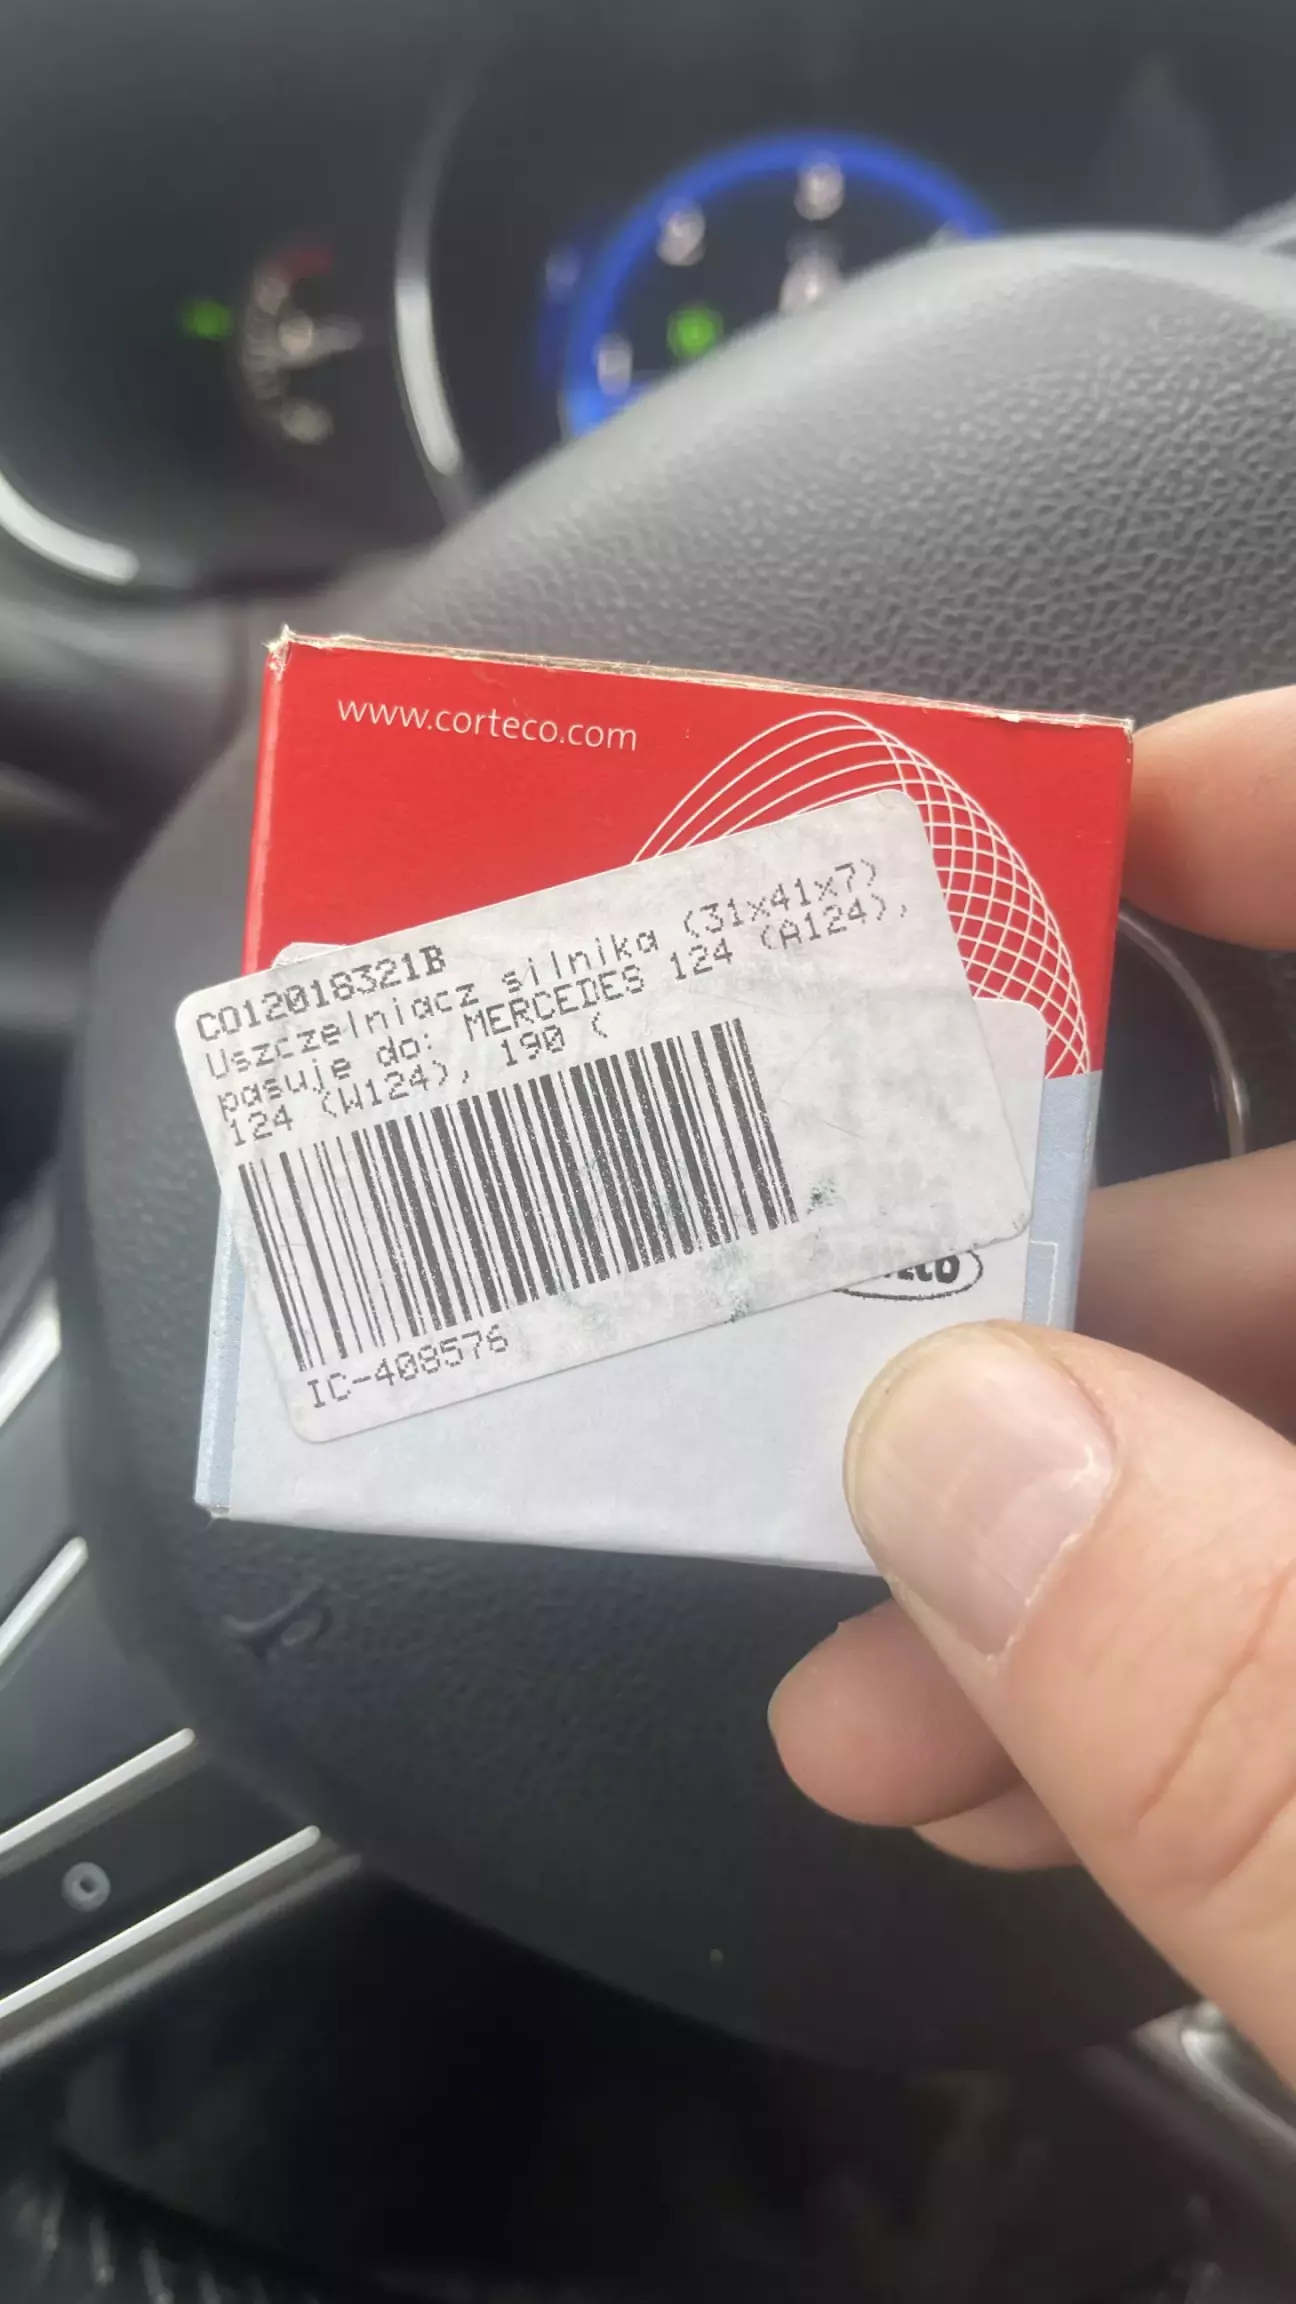 www.corteco.com
CO12018321B
Uszczelniacz silnika (31x41x7)
pasuje do: MERCEDES 124 (A124),
124 (W124), 190 (
IC-408576